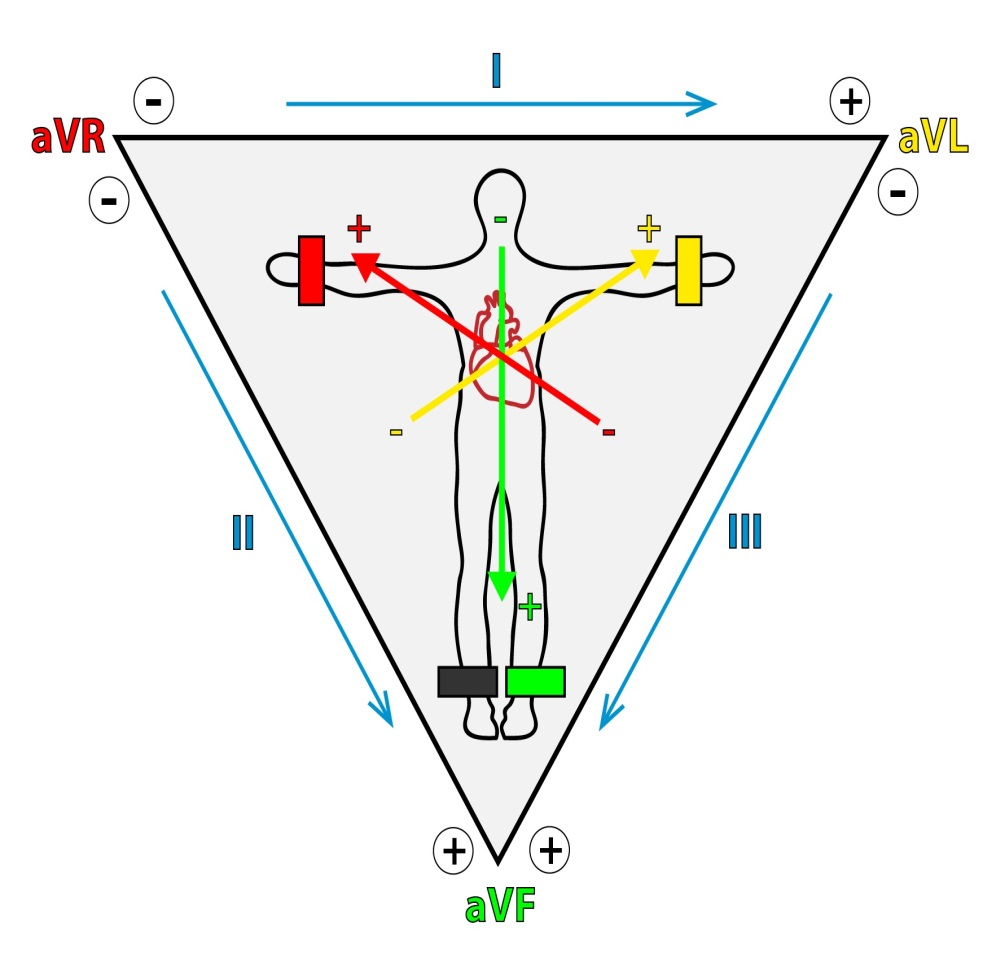 I
- +
aVR aVL
- -
+ - +
- -
II III
+
+ +
aVF